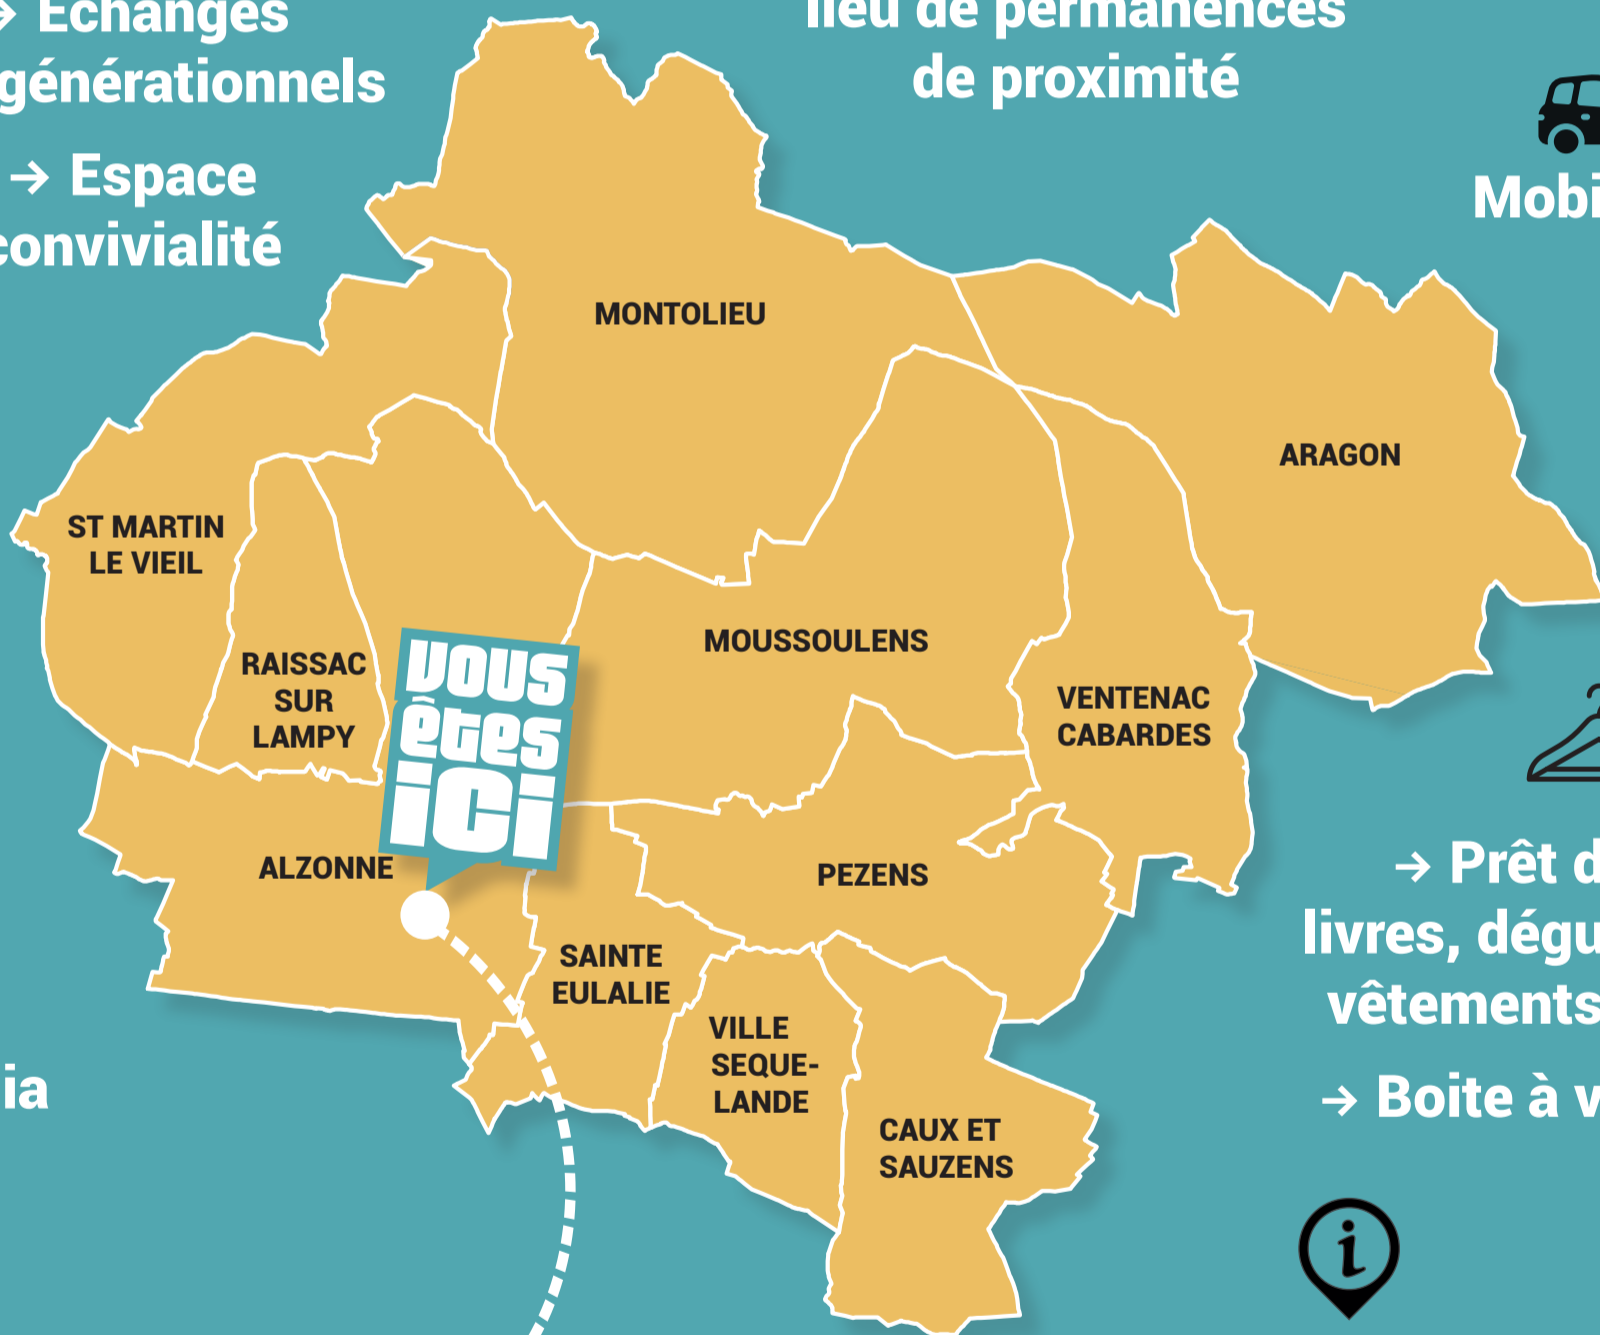 → Échanges
générationnels
→ Espace
convivialité
lieu de permanences
de proximité
Mobi
MONTOLIEU
ARAGON
ST MARTIN
LE VIEIL
RAISSAC
SUR
LAMPY
VOUS
êtes
iCi
MOUSSOULENS
VENTENAC
CABARDES
ALZONNE
PEZENS
SAINTE
EULALIE
VILLE
SEQUE-
LANDE
CAUX ET
SAUZENS
→ Prêt d
livres, dégu
vêtements
→ Boite à v
ia
i